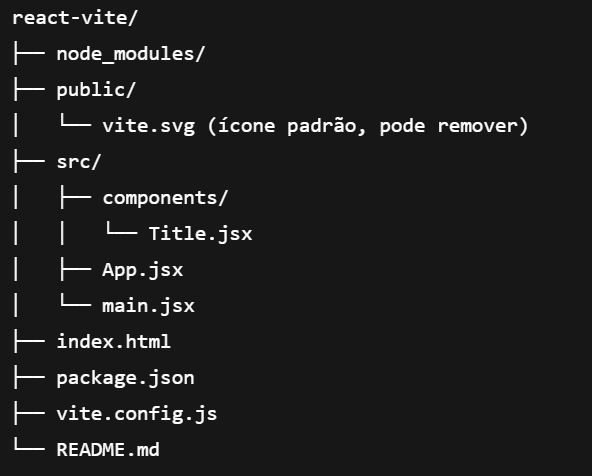 react-vite/
├── node_modules/
├── public/
│   └── vite.svg (ícone padrão, pode remover)
├── src/
│   ├── components/
│   │   └── Title.jsx
│   ├── App.jsx
│   └── main.jsx
├── index.html
├── package.json
├── vite.config.js
└── README.md